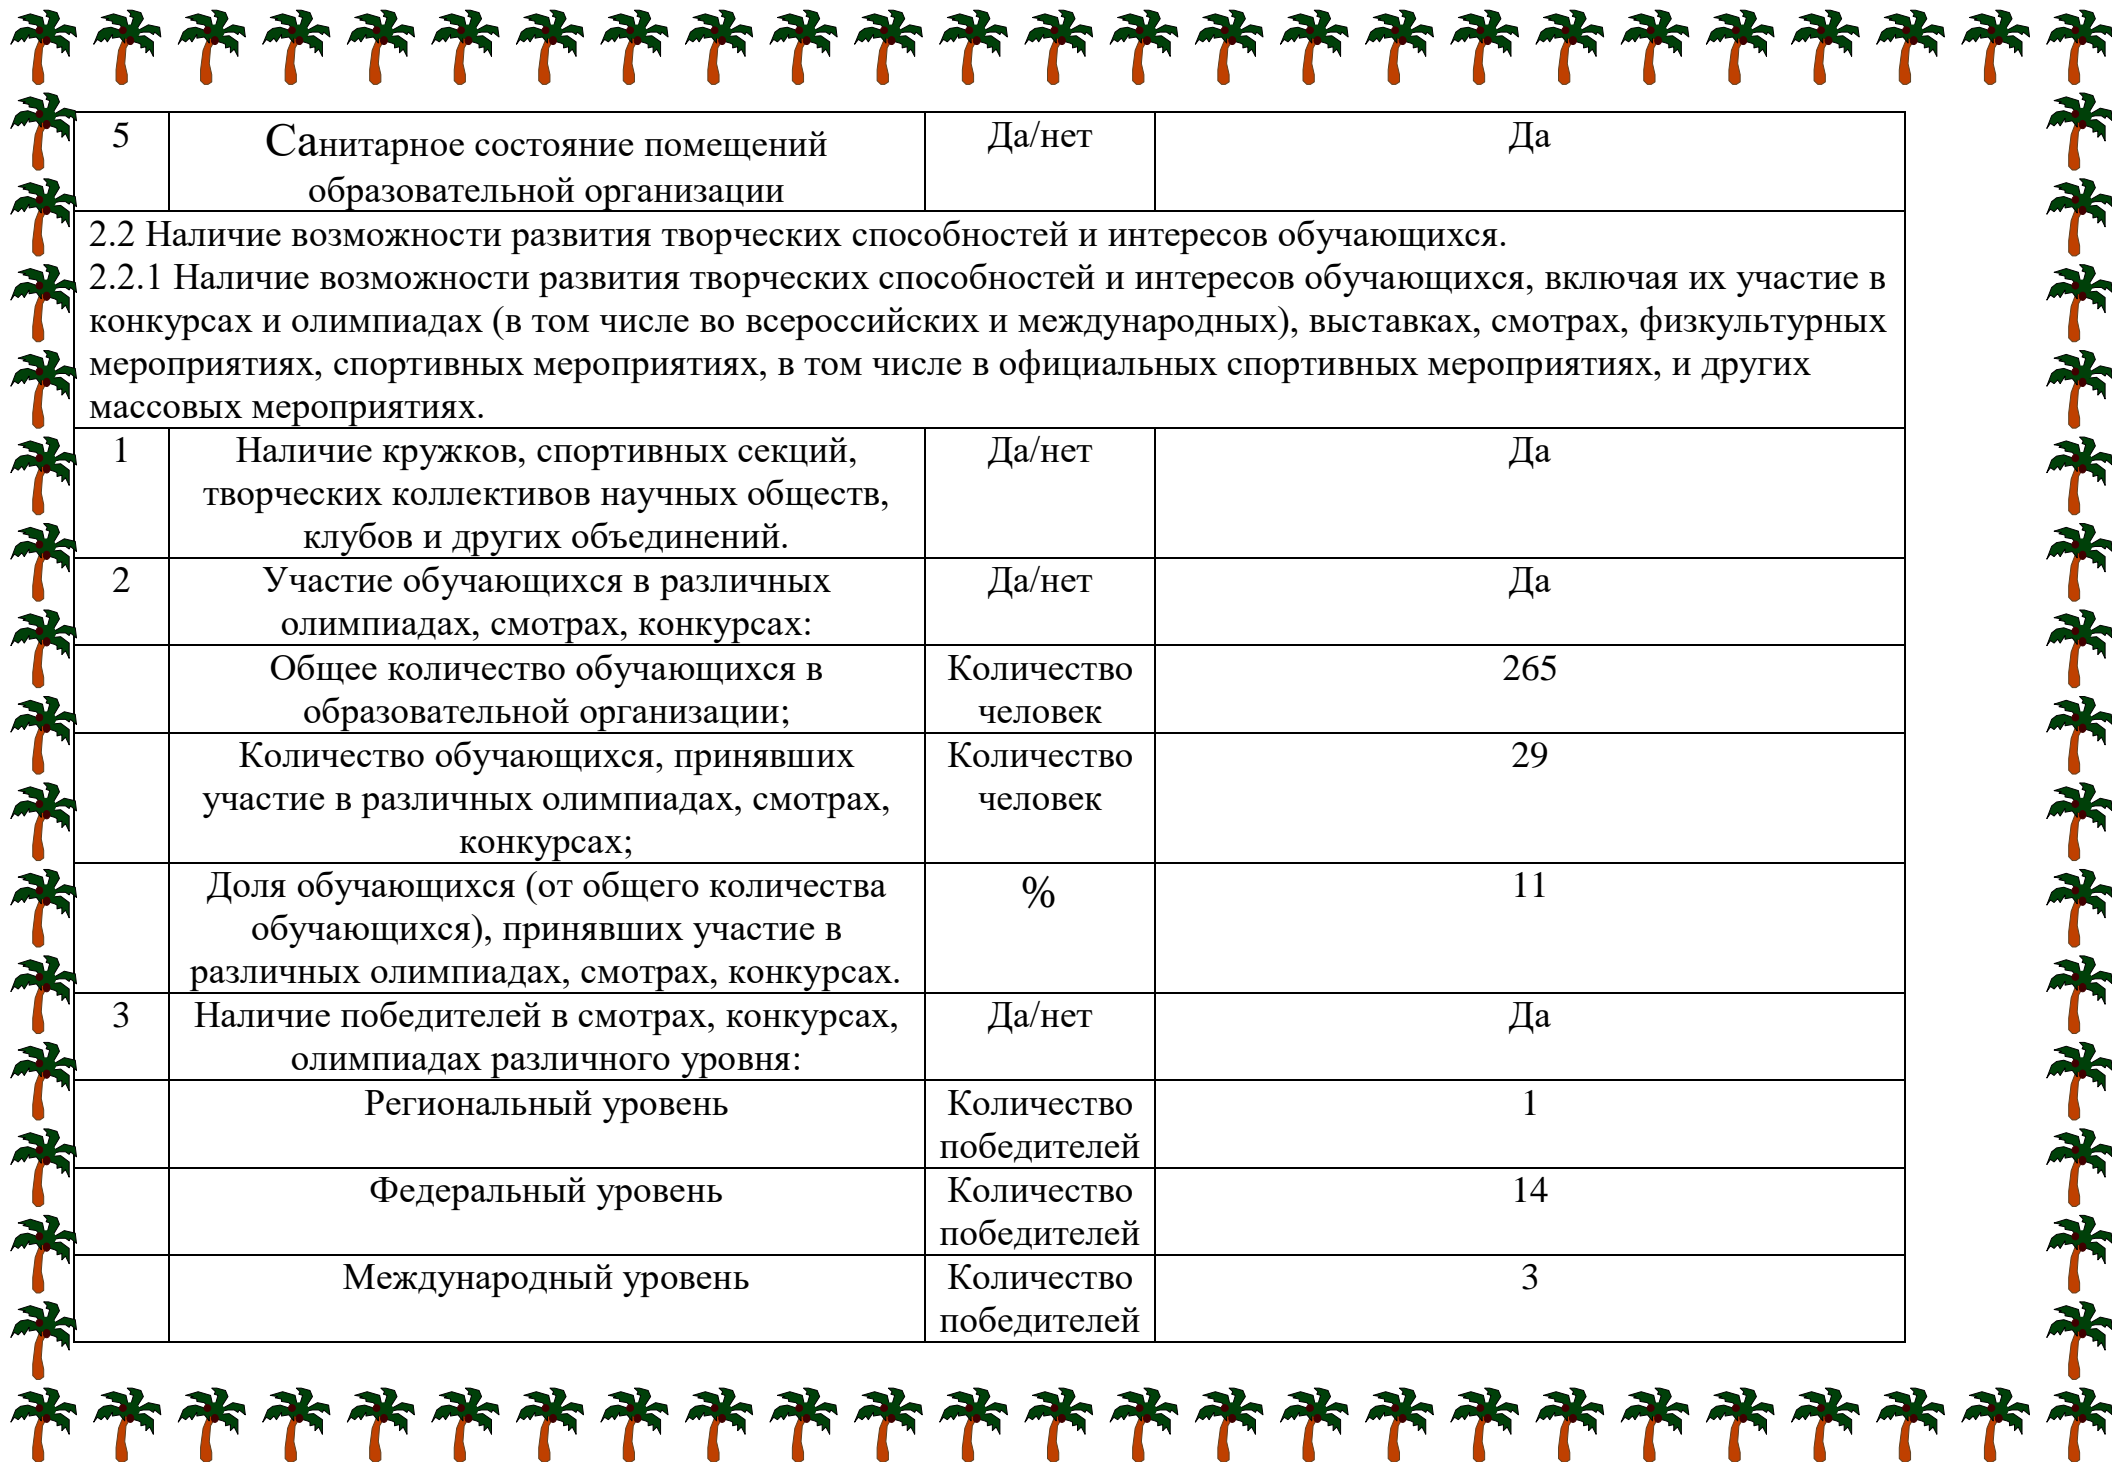 5 Санитарное состояние помещений Да/нет Да
образовательной организации
2.2 Наличие возможности развития творческих способностей и интересов обучающихся.
2.2.1 Наличие возможности развития творческих способностей и интересов обучающихся, включая их участие в
конкурсах и олимпиадах (в том числе во всероссийских и международных), выставках, смотрах, физкультурных
мероприятиях, спортивных мероприятиях, в том числе в официальных спортивных мероприятиях, и других
массовых мероприятиях.
1 Наличие кружков, спортивных секций, Да/нет Да
творческих коллективов научных обществ,
клубов и других объединений.
2 Участие обучающихся в различных Да/нет Да
олимпиадах, смотрах, конкурсах:
Общее количество обучающихся в Количество 265
образовательной организации; человек
Количество обучающихся, принявших Количество 29
участие в различных олимпиадах, смотрах, человек
конкурсах;
Доля обучающихся (от общего количества % 11
обучающихся), принявших участие в
различных олимпиадах, смотрах, конкурсах.
3 Наличие победителей в смотрах, конкурсах, Да/нет Да
олимпиадах различного уровня:
Региональный уровень Количество 1
победителей
Федеральный уровень Количество 14
победителей
Международный уровень Количество 3
победителей